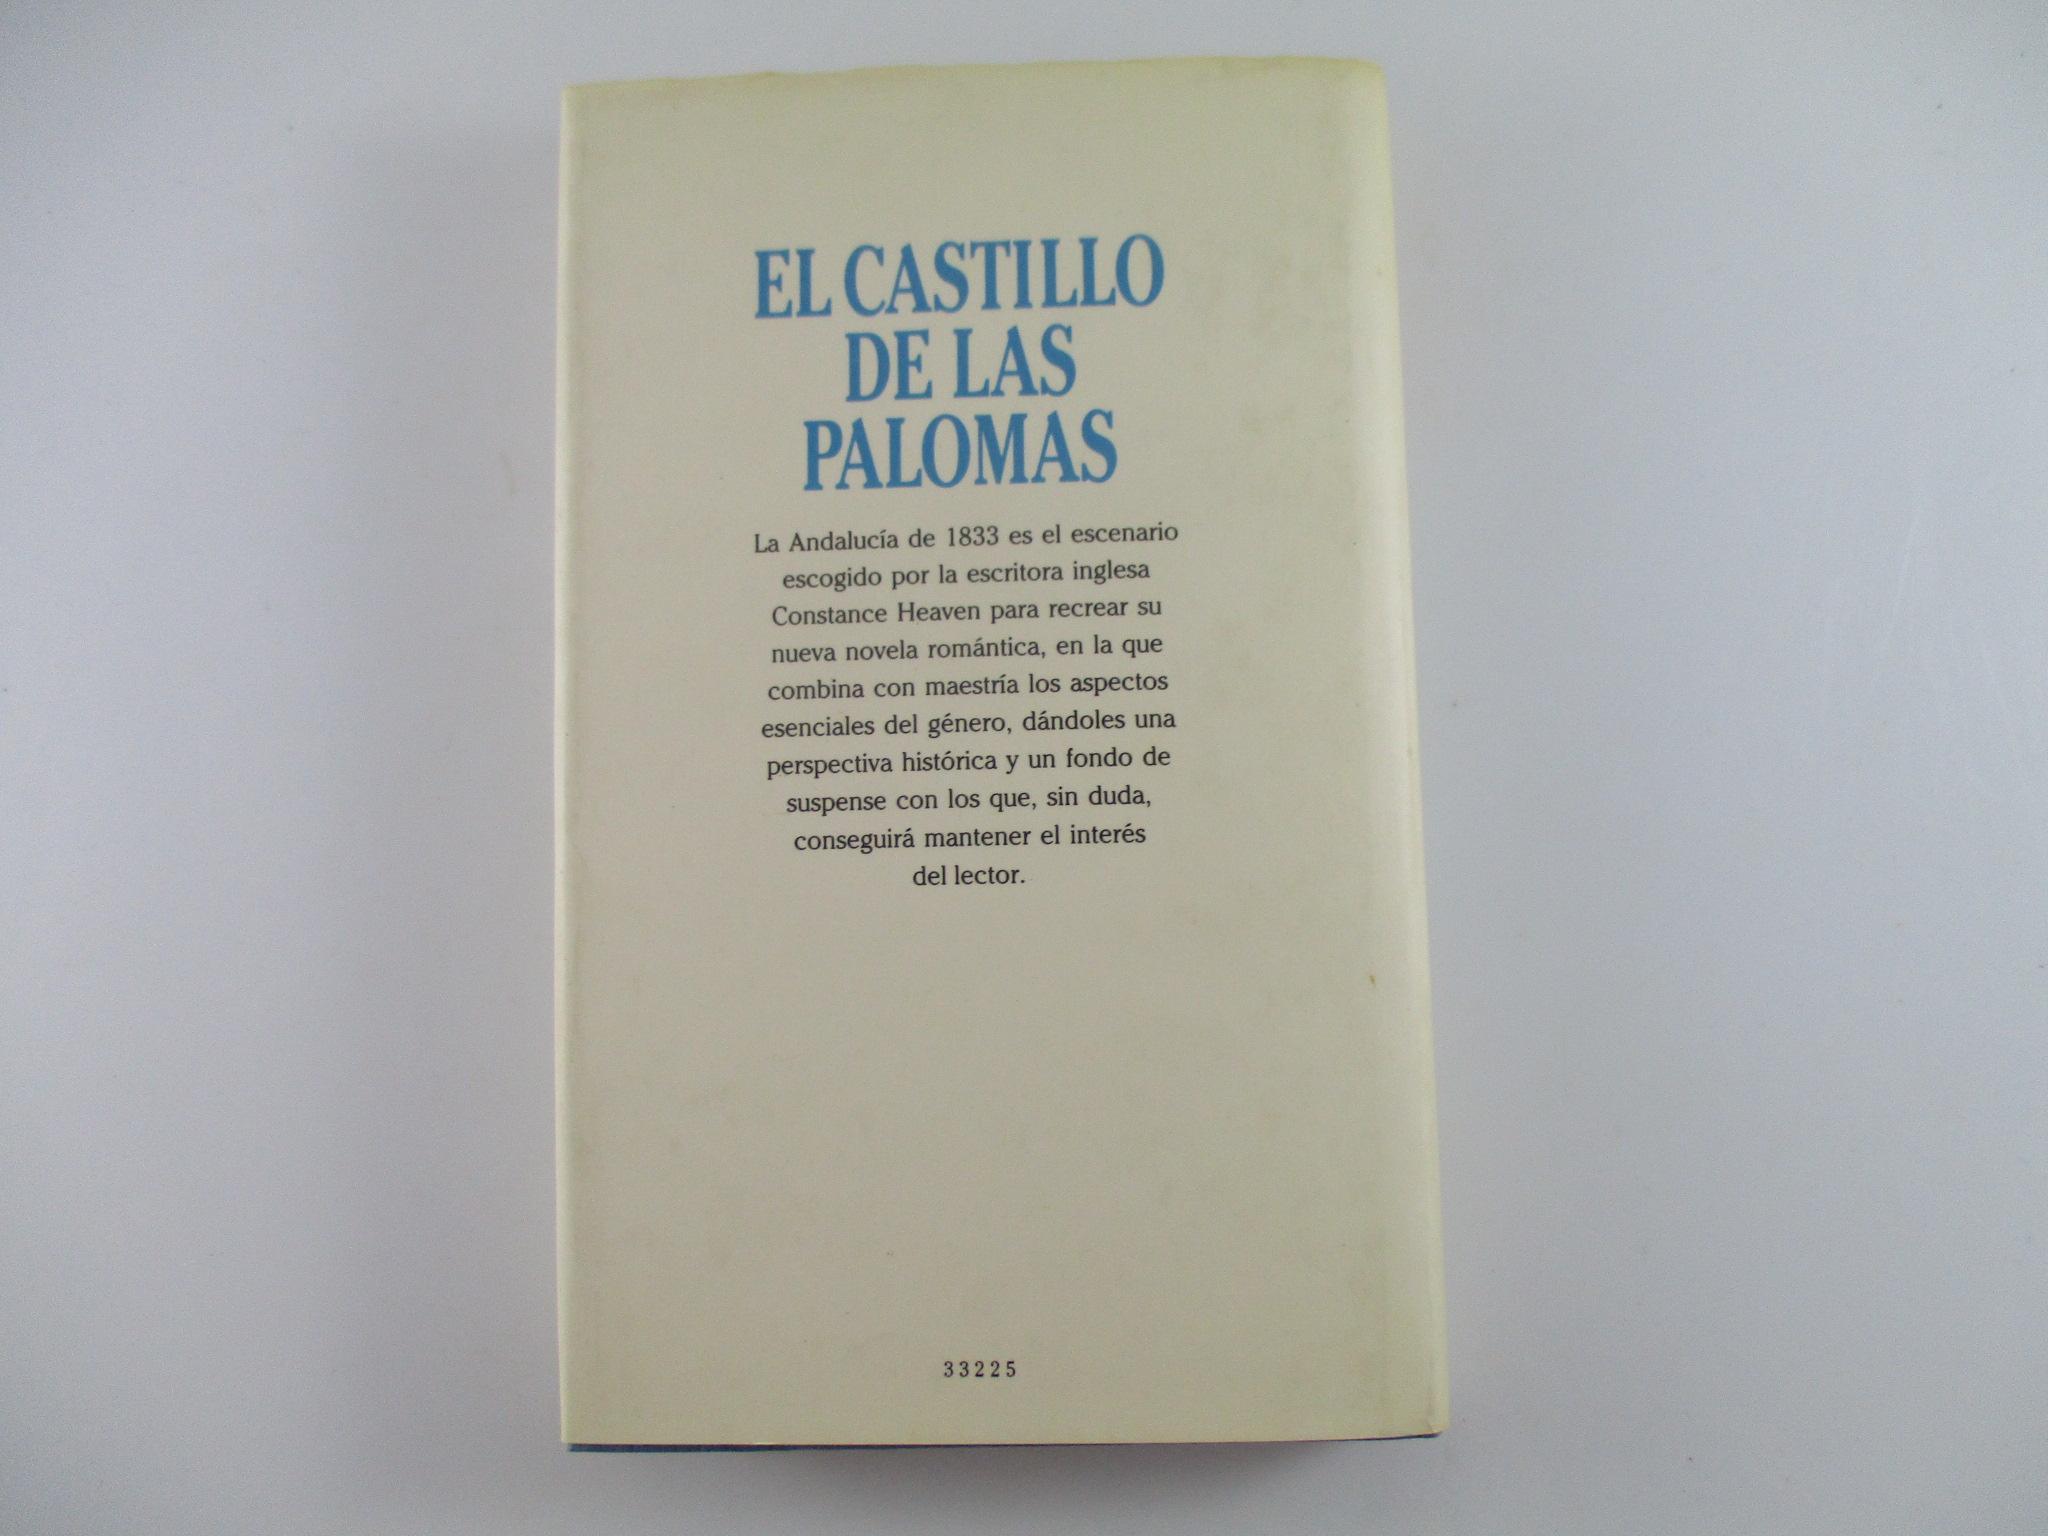 EL CASTILLO
DE LAS
PALOMAS
La Andalucía de 1833 es el escenario
escogido por la escritora inglesa
Constance Heaven para recrear su
nueva novela romántica, en la que
combina con maestría los aspectos
esenciales del género, dándoles una
perspectiva histórica y un fondo de
suspense con los que, sin duda,
conseguirá mantener el interés
del lector.
33225